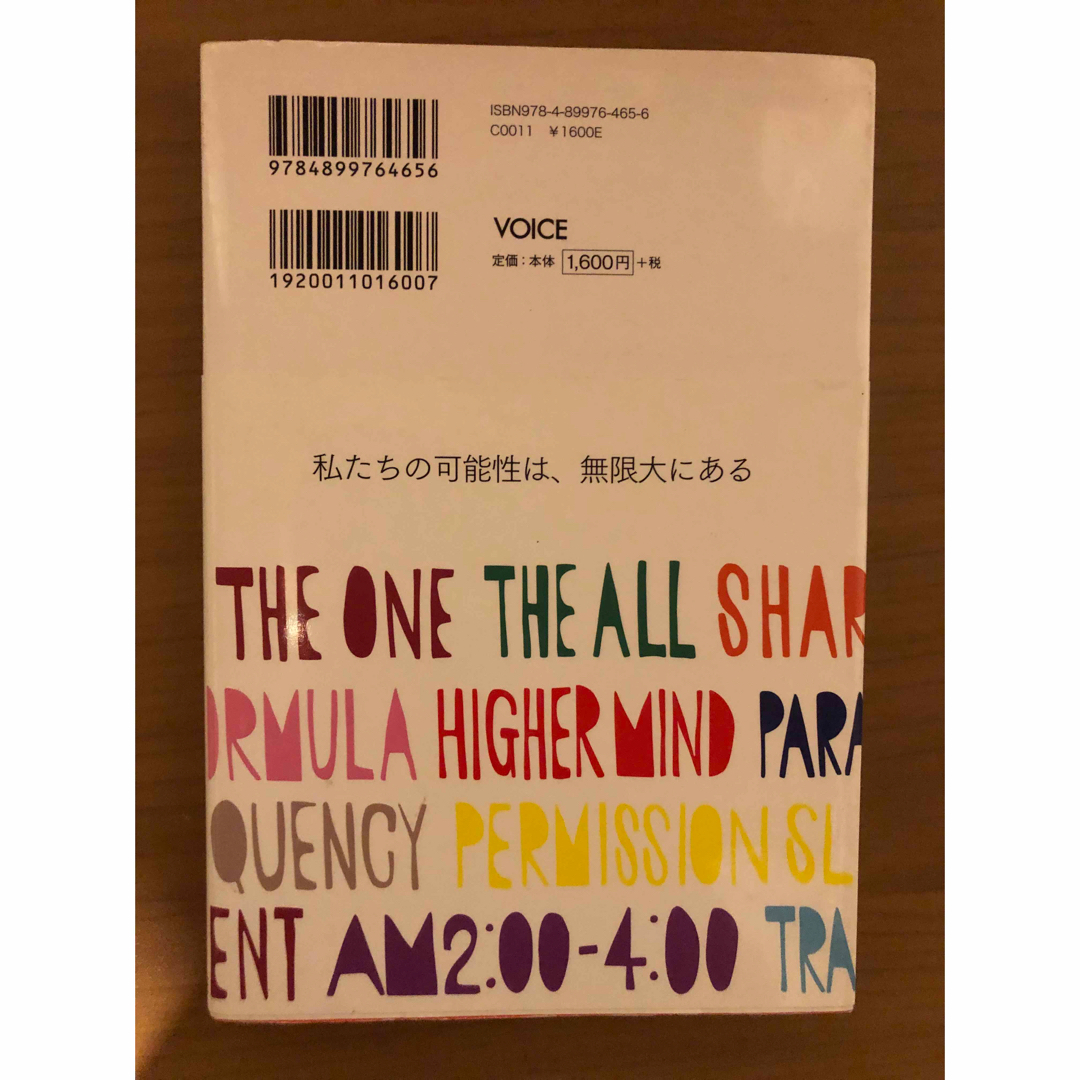 ISBN978-4-89976-465-6
C0011 ¥1600E
9784899764656
VOICE
定価：本体 1,600円 +税
1920011016007
私たちの可能性は、無限大にある
THE ONE THE ALL SHAR
ORMULA HIGHER MIND PARA
QUENCY PERMISSION SL
ENT AM2:00-4:00 TRA